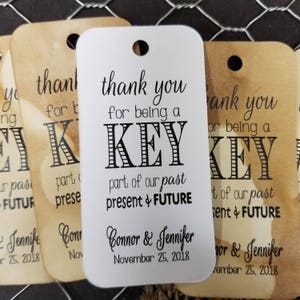 thank you
for being a
KEY
part of our past
present & FUTURE
Connor & Jennifer
November 25, 2018